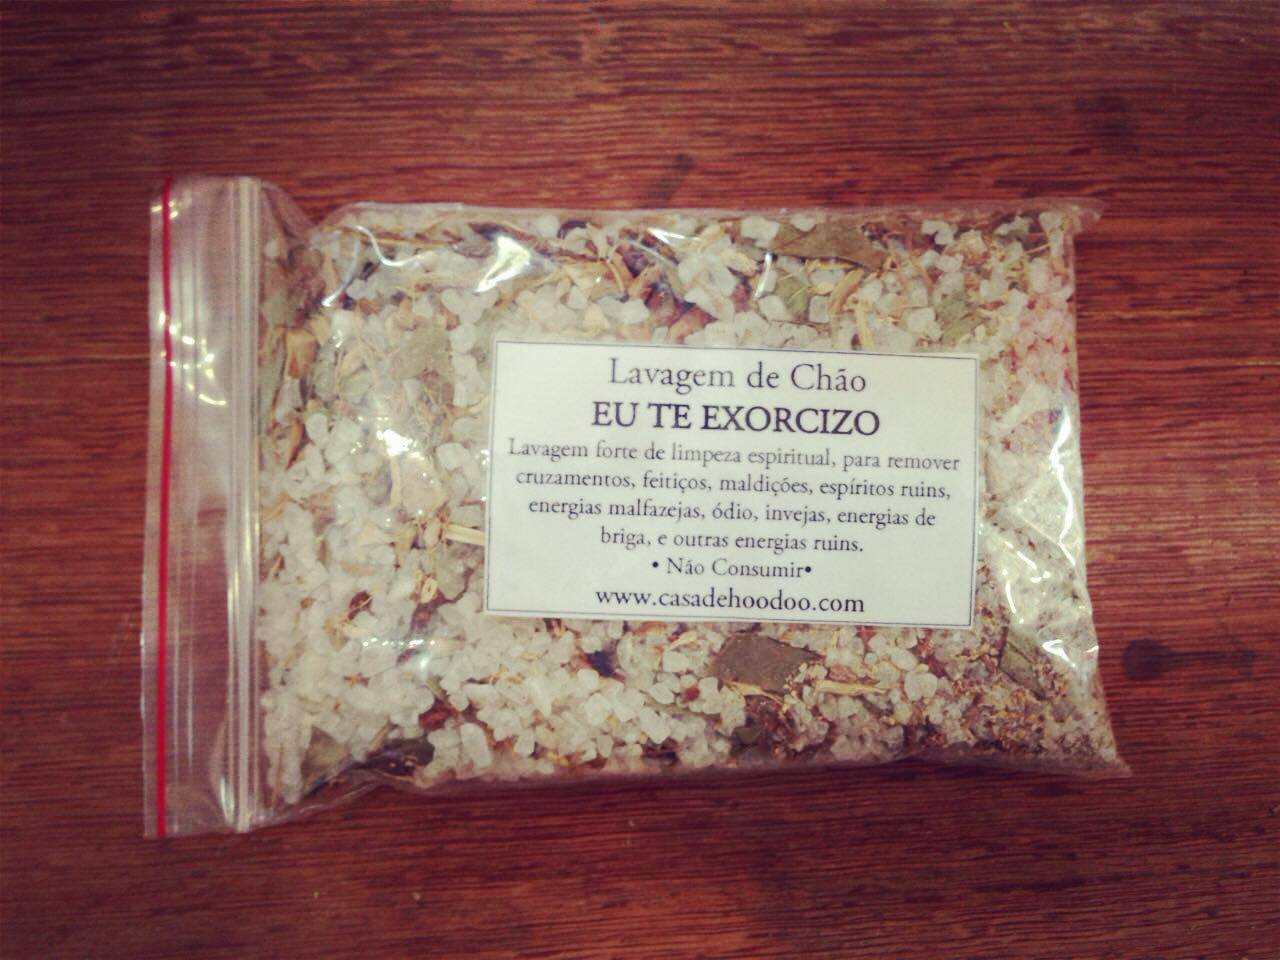 Lavagem de Chão
EU TE EXORCIZO
Lavagem forte de limpeza espiritual, para remover
cruzamentos, feitiços, maldições, espíritos ruins,
energias malfazejas, ódio, invejas, energias de
briga, e outras energias ruins.
• Não Consumir•
www.casadehoodoo.com